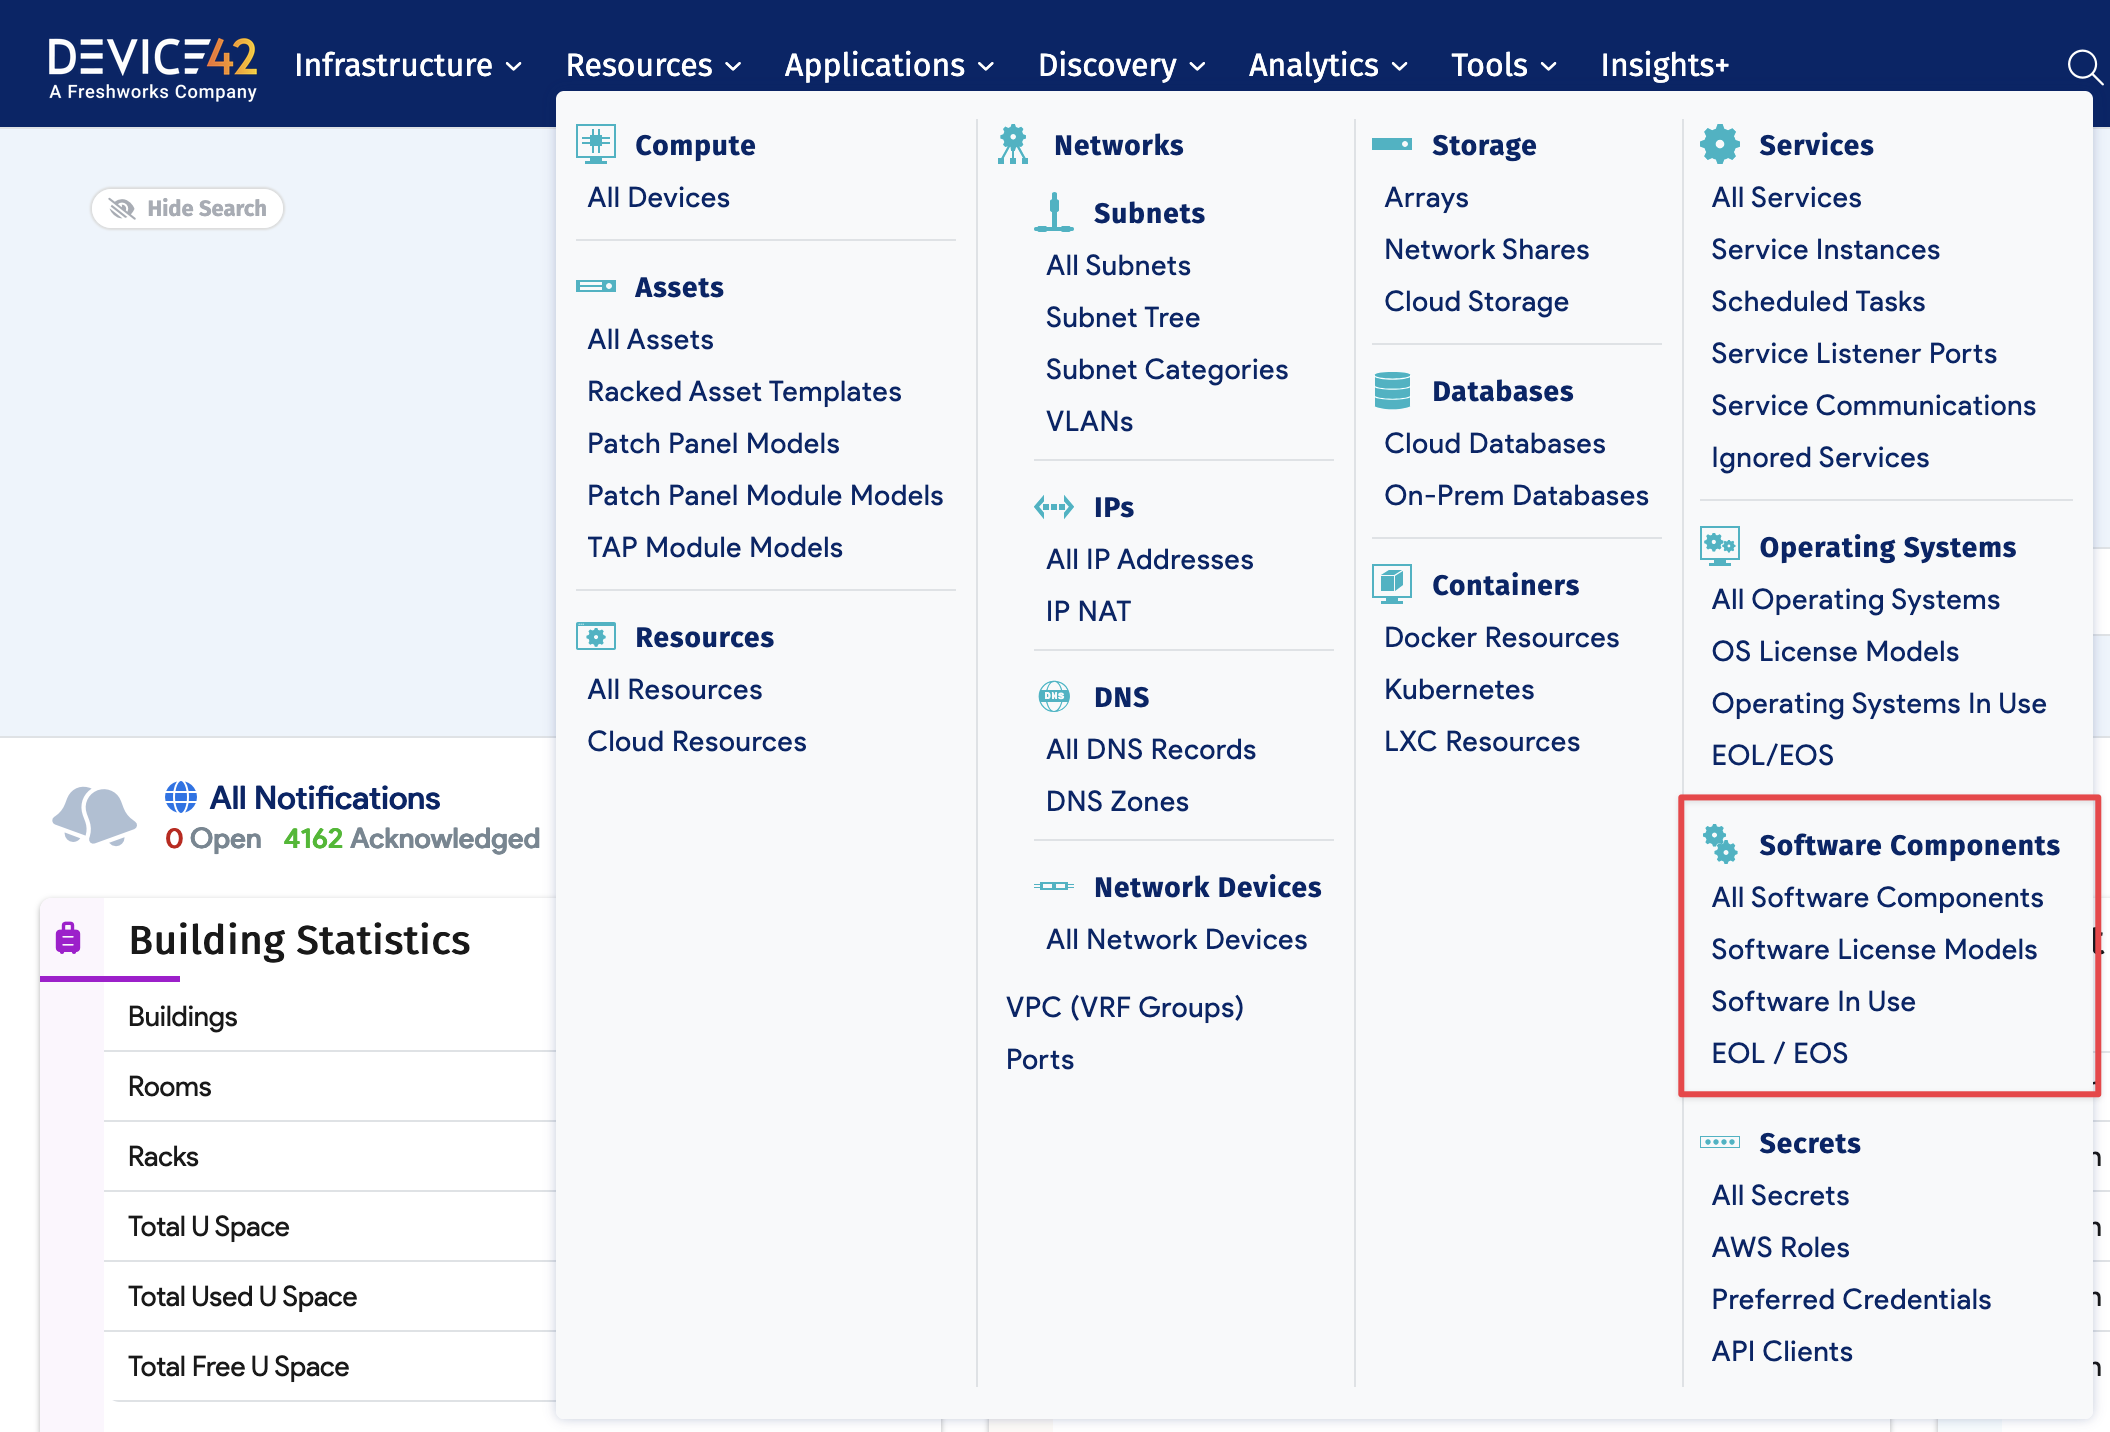 DEVICE42
A Freshworks Company
Infrastructure
Resources
Applications
Discovery
Analytics
Tools
Insights+
Hide Search
Compute
All Devices
Assets
All Assets
Racked Asset Templates
Patch Panel Models
Patch Panel Module Models
TAP Module Models
Resources
All Resources
Cloud Resources
Networks
Subnets
All Subnets
Subnet Tree
Subnet Categories
VLANs
IPs
All IP Addresses
IP NAT
DNS
DNS
All DNS Records
DNS Zones
Network Devices
All Network Devices
VPC (VRF Groups)
Ports
Storage
Arrays
Network Shares
Cloud Storage
Databases
Cloud Databases
On-Prem Databases
Containers
Docker Resources
Kubernetes
LXC Resources
Services
All Services
Service Instances
Scheduled Tasks
Service Listener Ports
Service Communications
Ignored Services
Operating Systems
All Operating Systems
OS License Models
Operating Systems In Use
EOL/EOS
Software Components
All Software Components
Software License Models
Software In Use
EOL / EOS
Secrets
All Secrets
AWS Roles
Preferred Credentials
API Clients
All Notifications
0 Open 4162 Acknowledged
Building Statistics
Buildings
Rooms
Racks
Total U Space
Total Used U Space
Total Free U Space